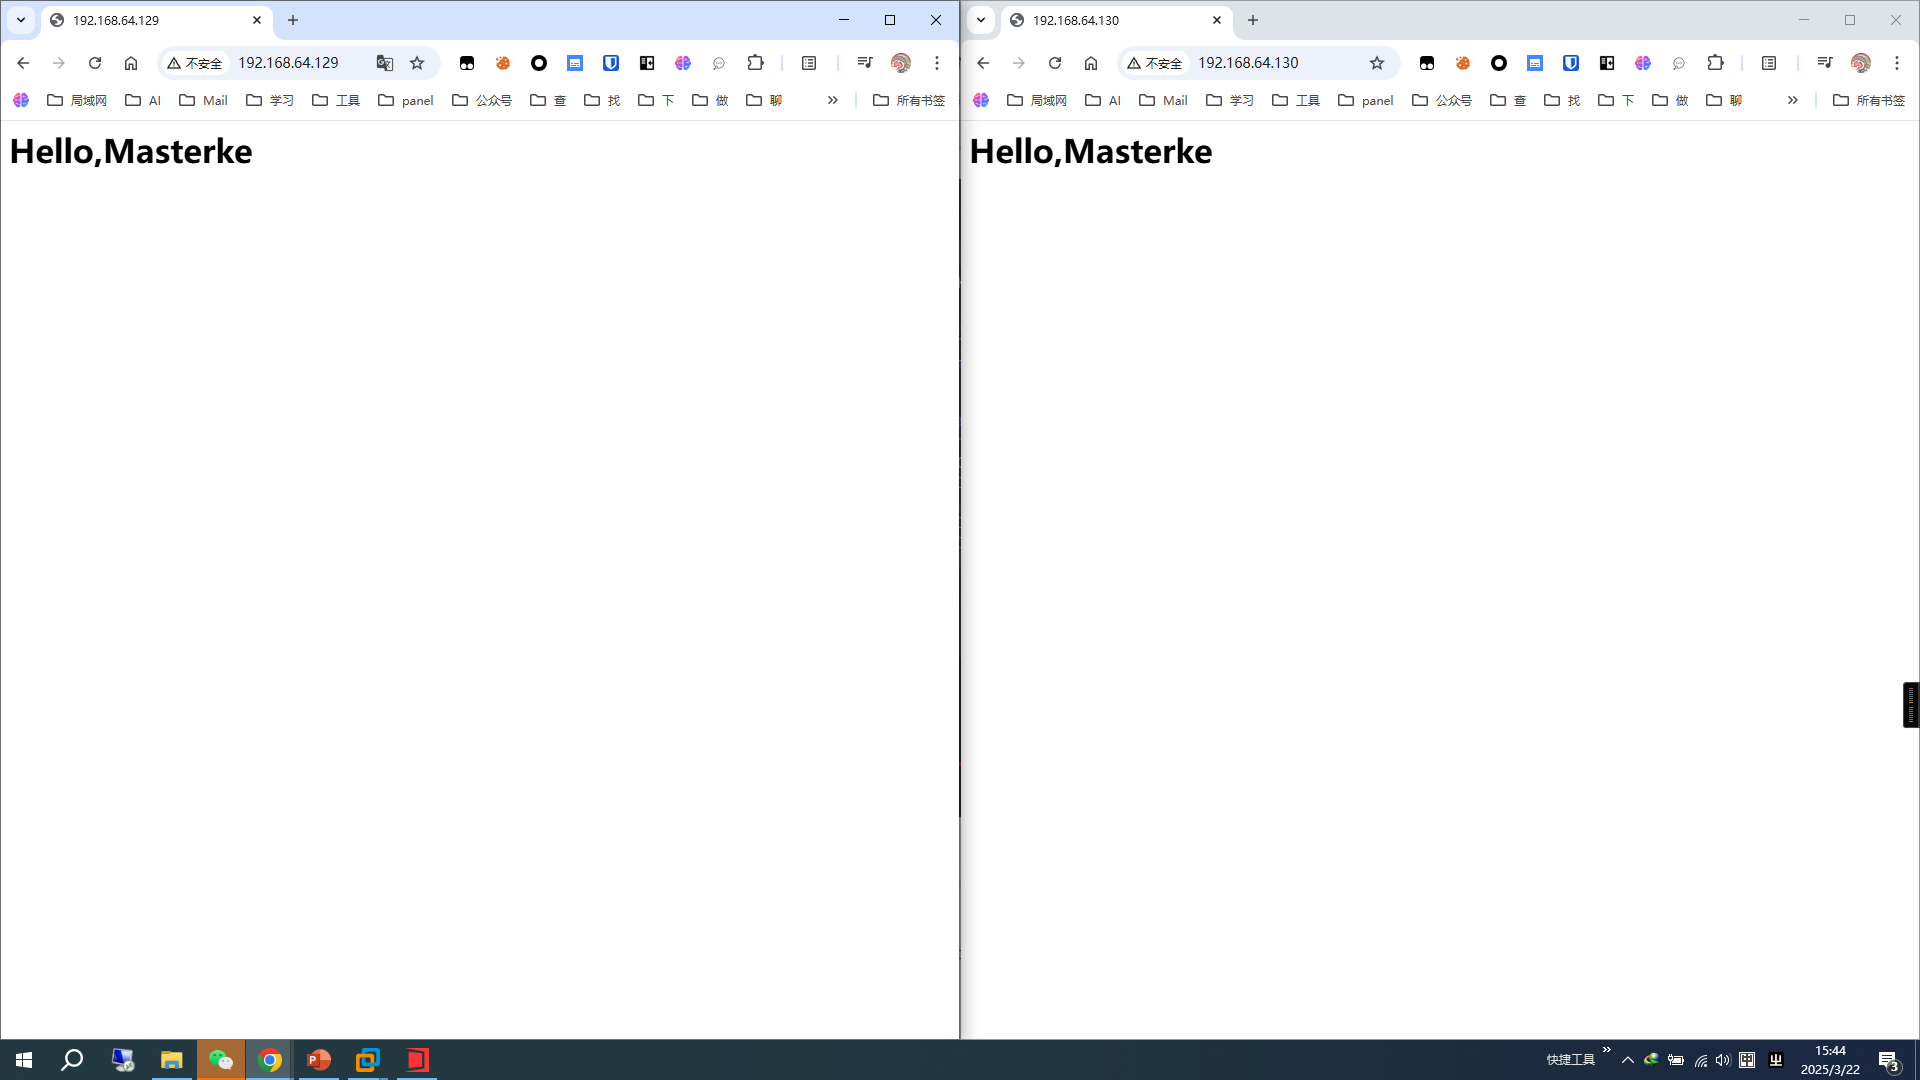 192.168.64.129
不安全 192.168.64.129
局域网 AI Mail 学习 工具 panel 公众号 查 找 下 做 聊 所有书签
Hello,Masterke
192.168.64.130
不安全 192.168.64.130
局域网 AI Mail 学习 工具 panel 公众号 查 找 下 做 聊 所有书签
Hello,Masterke
快捷工具
15:44
2025/3/22
3